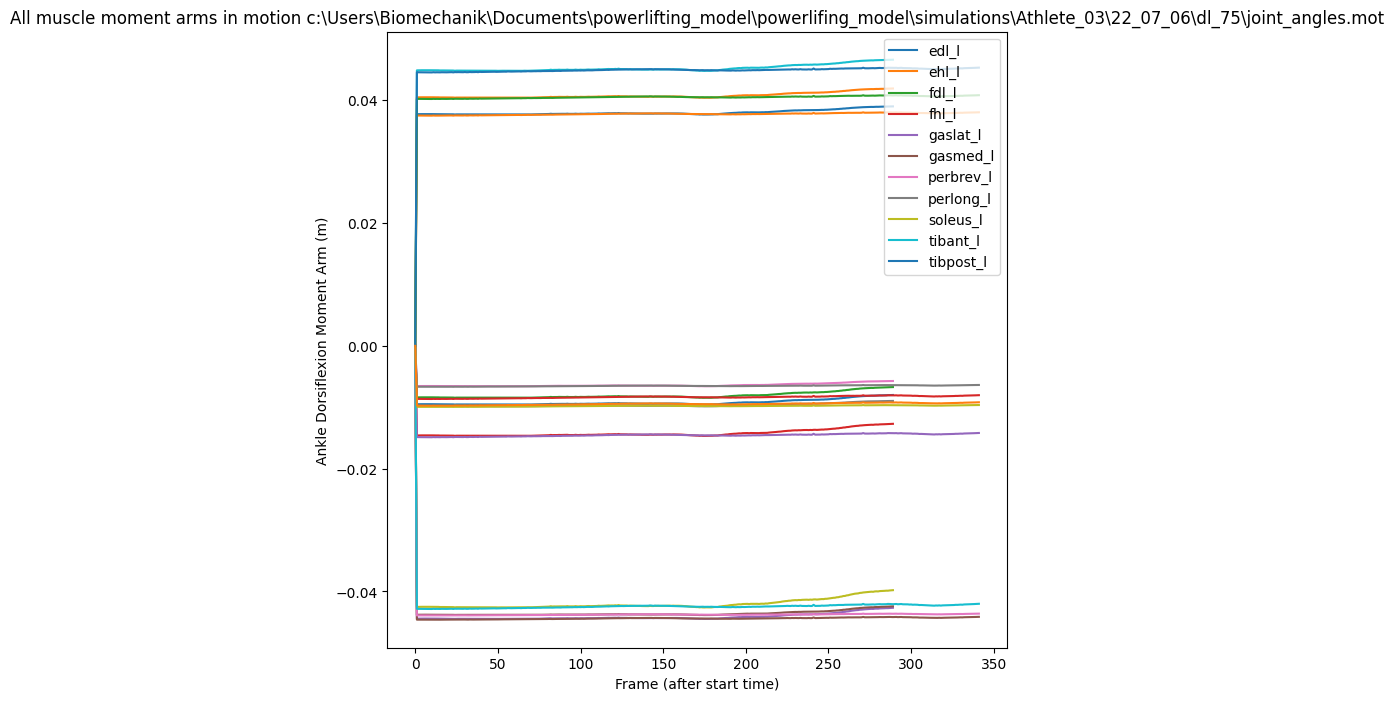 All muscle moment arms in motion c:\Users\Biomechanik\Documents\powerlifting_model\powerlifing_model\simulations\Athlete_03\22_07_06\dl_75\joint_angles.mot
edl_l
ehl_l
fdl_l
fhl_l
gaslat_l
gasmed_l
perbrev_l
perlong_l
soleus_l
tibant_l
tibpost_l
0.04
0.02
0.00
−0.02
−0.04
Ankle Dorsiflexion Moment Arm (m)
0 50 100 150 200 250 300 350
Frame (after start time)